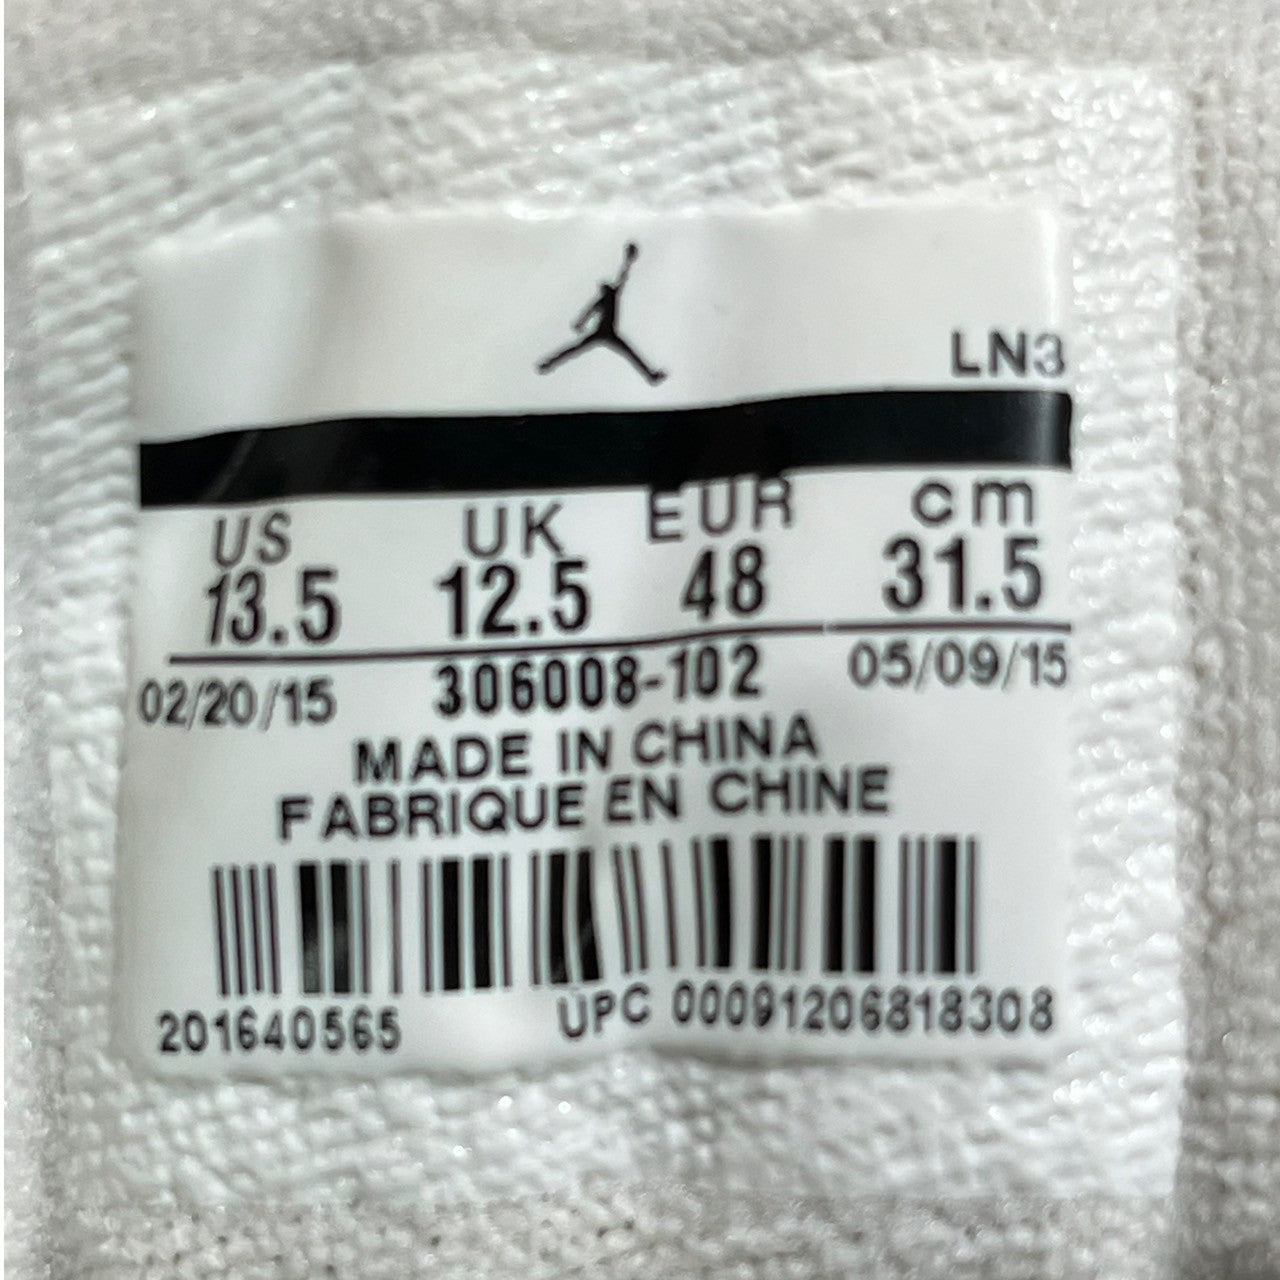 LN3
US UK EUR cm
13.5 12.5 48 31.5
02/20/15 306008-102 05/09/15
MADE IN CHINA
FABRIQUE EN CHINE
201640565 UPC 00091206818308